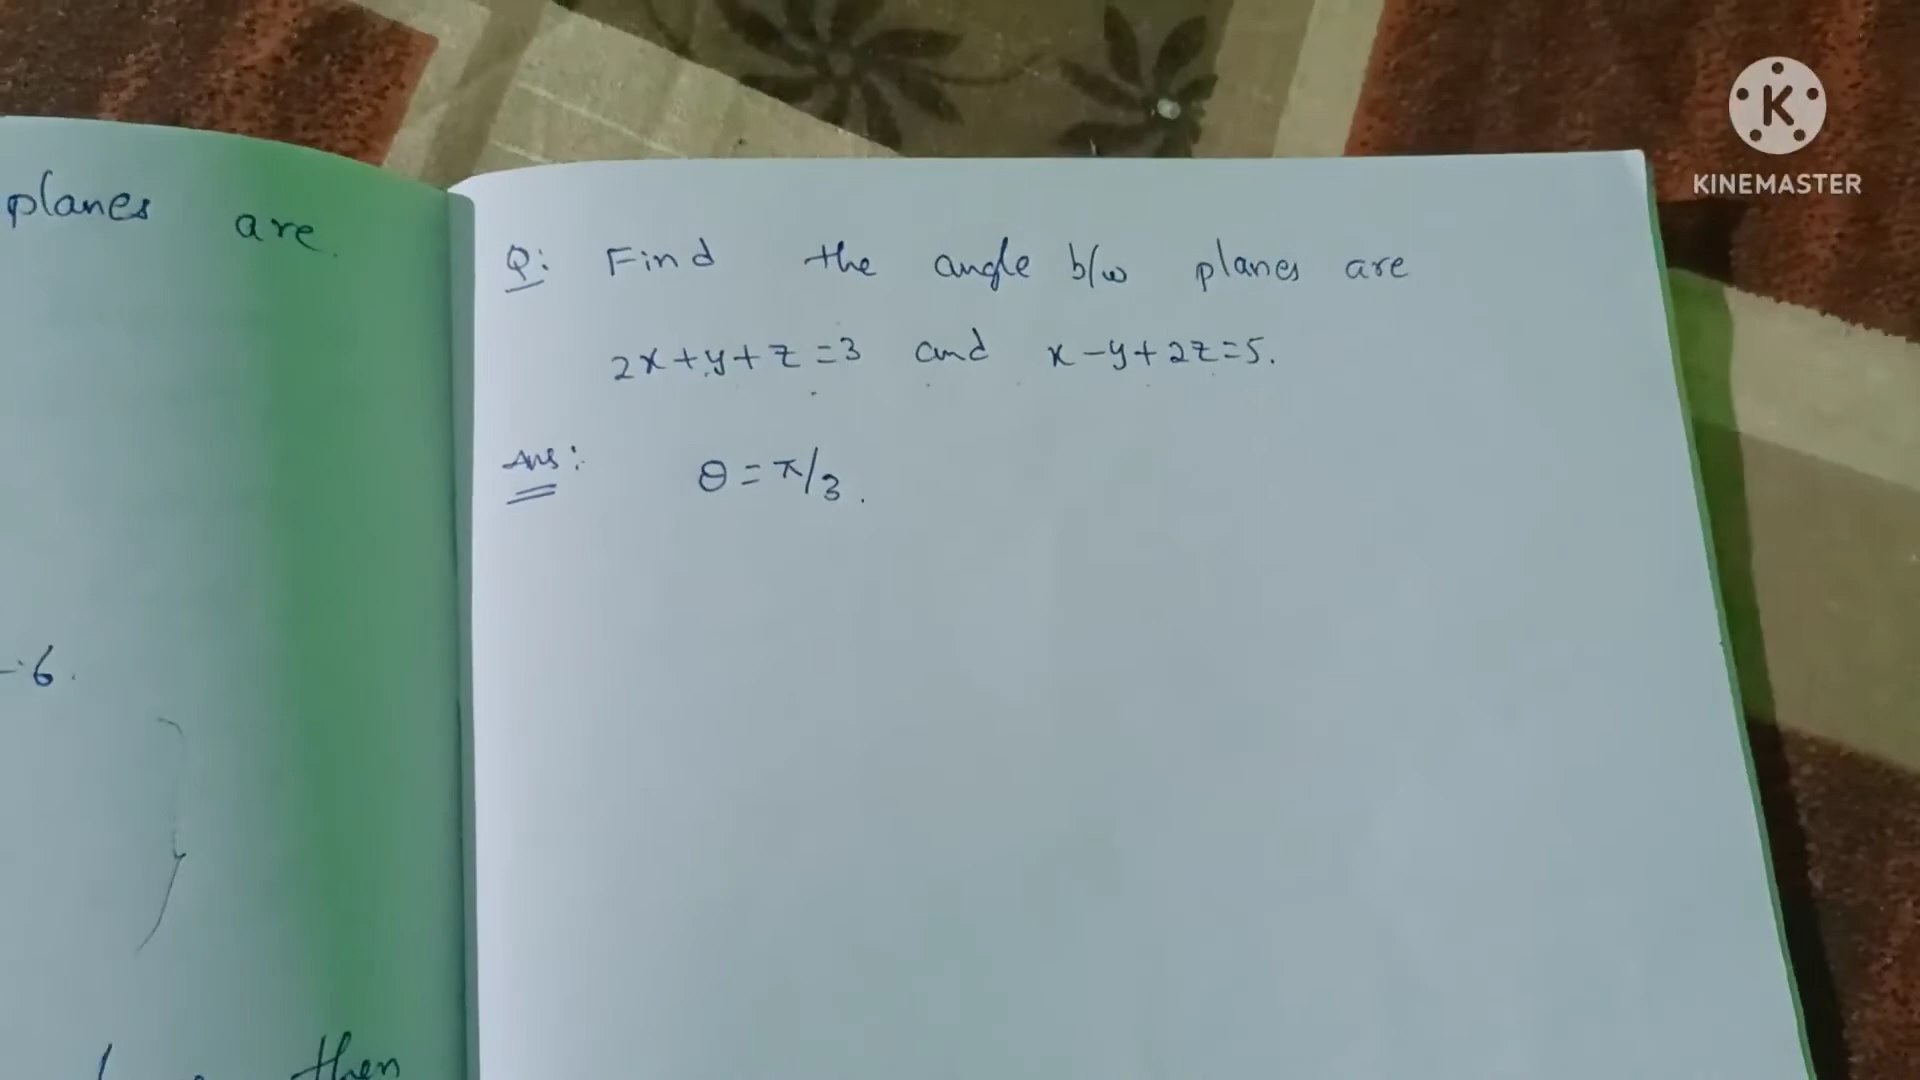 planes are.
-6.
then
Q: Find the angle b/w planes are
2x+y+z=3 and x-y+2z=5.
Ans: θ = π/3.
KINEMASTER